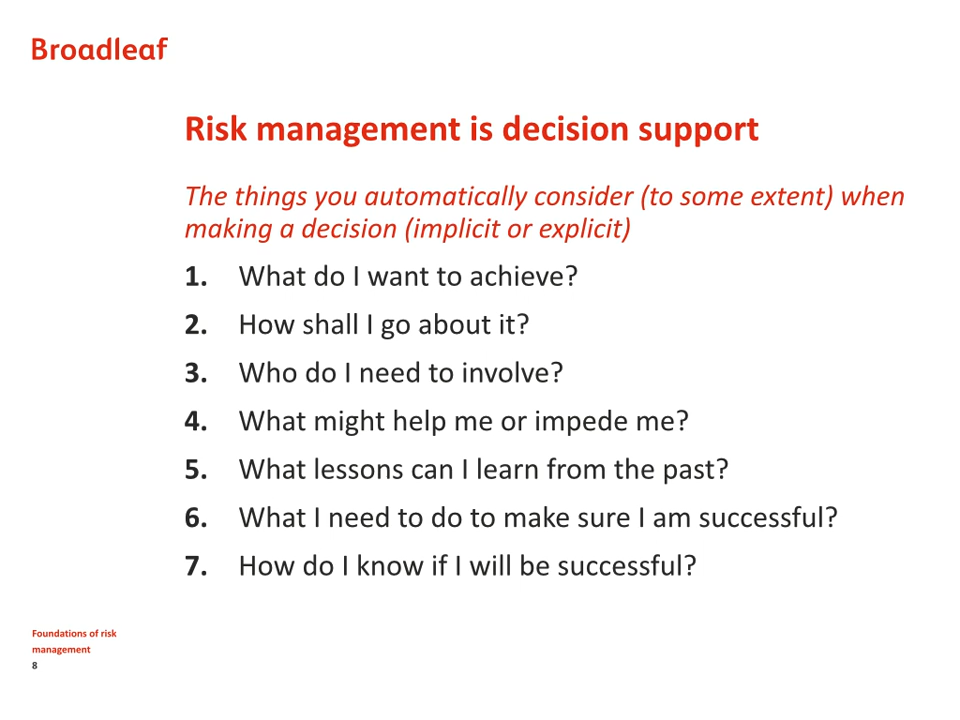 Broadleaf
Risk management is decision support
The things you automatically consider (to some extent) when
making a decision (implicit or explicit)
1. What do I want to achieve?
2. How shall I go about it?
3. Who do I need to involve?
4. What might help me or impede me?
5. What lessons can I learn from the past?
6. What I need to do to make sure I am successful?
7. How do I know if I will be successful?
Foundations of risk
management
8